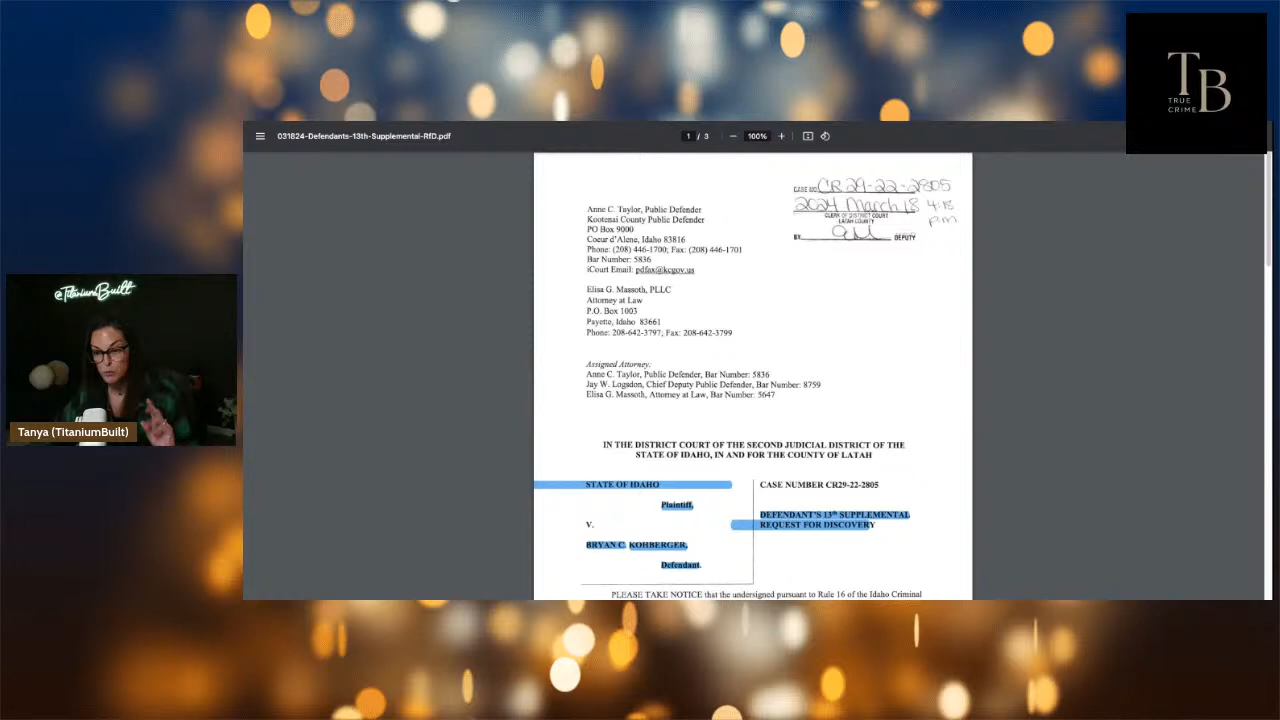 TB
TRUE
CRIME
031824-Defendants-13th-Supplemental-RfD.pdf
1 / 3
100%
CASE NO. CR 29-22-2805
2024 March 18 4:18
pm
CLERK OF DISTRICT COURT
LATAH COUNTY
BY DEPUTY
Anne C. Taylor, Public Defender
Kootenai County Public Defender
PO Box 9000
Coeur d'Alene, Idaho 83816
Phone: (208) 446-1700; Fax: (208) 446-1701
Bar Number: 5836
iCourt Email: pdfax@kcgov.us
Elisa G. Massoth, PLLC
Attorney at Law
P.O. Box 1003
Payette, Idaho 83661
Phone: 208-642-3797; Fax: 208-642-3799
Assigned Attorney:
Anne C. Taylor, Public Defender, Bar Number: 5836
Jay W. Logsdon, Chief Deputy Public Defender, Bar Number: 8759
Elisa G. Massoth, Attorney at Law, Bar Number: 5647
IN THE DISTRICT COURT OF THE SECOND JUDICIAL DISTRICT OF THE
STATE OF IDAHO, IN AND FOR THE COUNTY OF LATAH
STATE OF IDAHO
Plaintiff,
V.
BRYAN C. KOHBERGER,
Defendant.
CASE NUMBER CR29-22-2805
DEFENDANT'S 13th SUPPLEMENTAL
REQUEST FOR DISCOVERY
PLEASE TAKE NOTICE that the undersigned pursuant to Rule 16 of the Idaho Criminal
@TitaniumBuilt
Tanya (TitaniumBuilt)